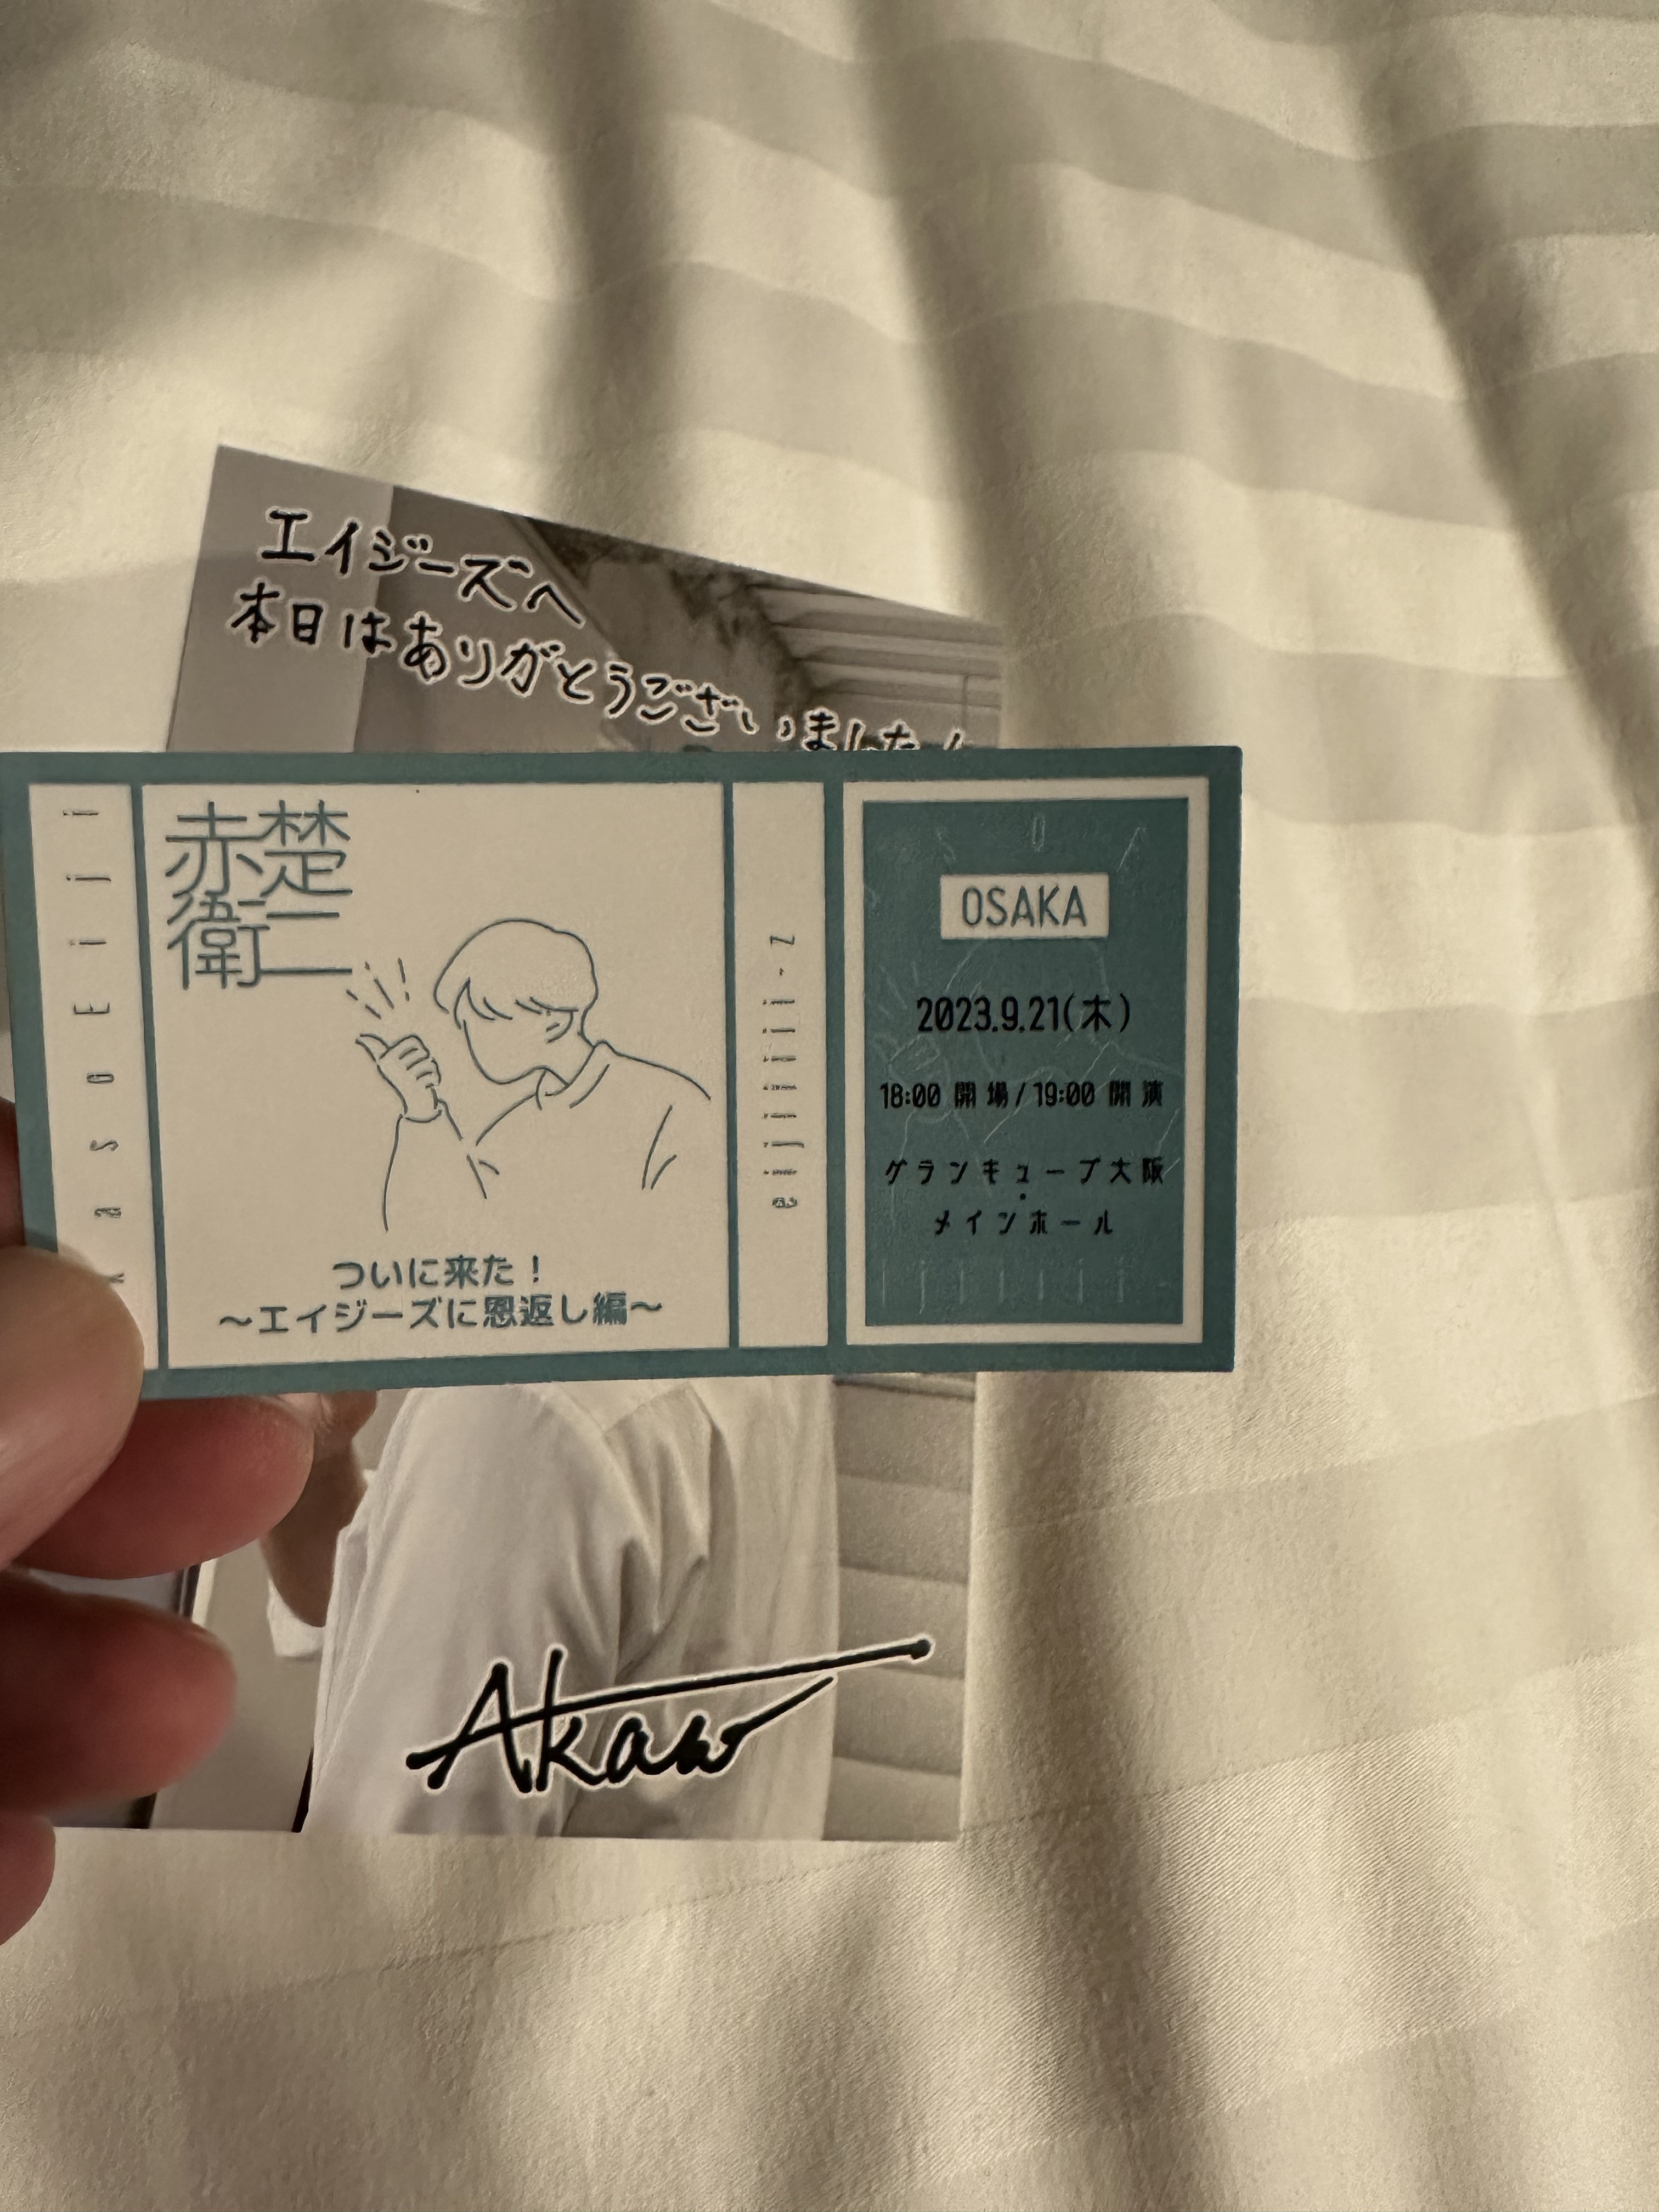 エイジーズへ
本日はありがとうございました！
赤楚
衛二
ついに来た！
〜エイジーズに恩返し編〜
OSAKA
2023.9.21(木)
18:00 開場/19:00 開演
グランキューブ大阪
・
メインホール